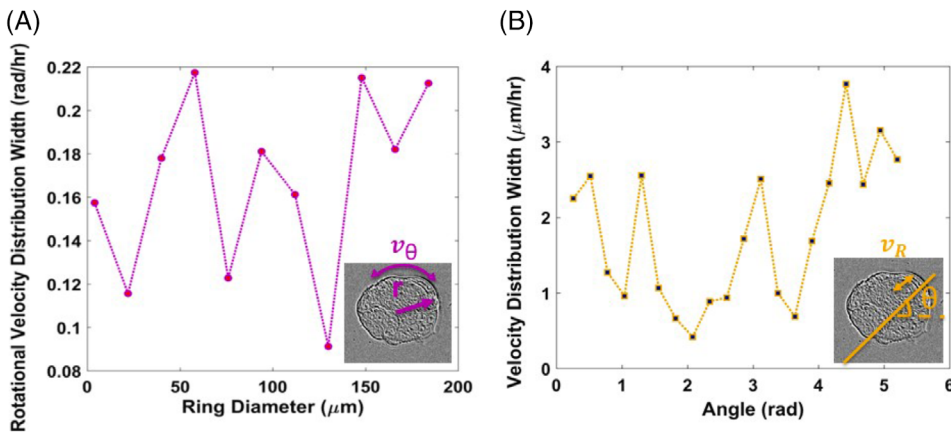 (A)
Rotational Velocity Distribution Width (rad/hr)
0.22
0.2
0.18
0.16
0.14
0.12
0.1
0.08
0
50
100
150
200
Ring Diameter (μm)
vθ
r
(B)
Velocity Distribution Width (μm/hr)
4
3
2
1
0
0
1
2
3
4
5
6
Angle (rad)
vR
θ